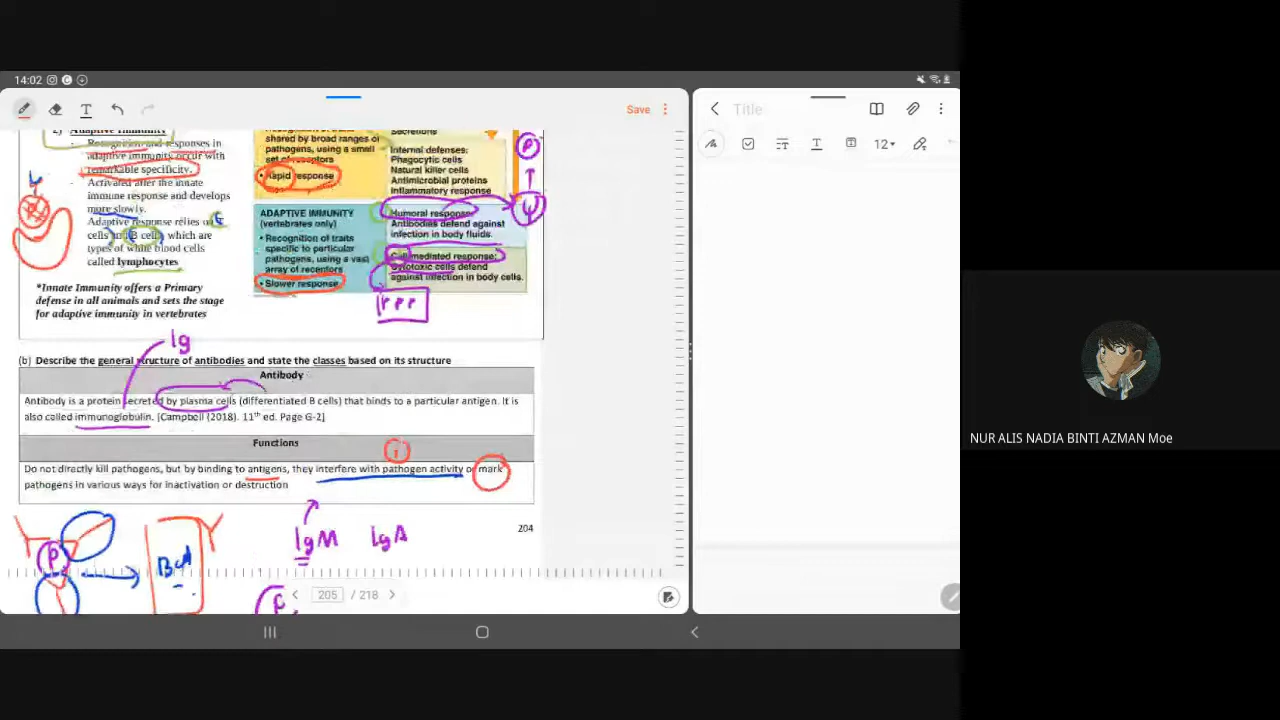 14:02
Save
Title
12
2) Adaptive Immunity
- Recognition and responses in
adaptive immunity occur with
remarkable specificity.
- Activated after the innate
immune response and develops
more slowly.
- Adaptive response relies on
cells and B cells which are
types of white blood cells
called lymphocytes
*Innate Immunity offers a Primary
defense in all animals and sets the stage
for adaptive immunity in vertebrates
shared by broad ranges of
pathogens, using a small
set of receptors
• Rapid response
Secretions
Internal defenses:
Phagocytic cells
Natural killer cells
Antimicrobial proteins
Inflammatory response
P
ADAPTIVE IMMUNITY
(vertebrates only)
• Recognition of traits
specific to particular
pathogens, using a vast
array of receptors
• Slower response
Humoral response:
Antibodies defend against
infection in body fluids.
Cell-mediated response:
Cytotoxic cells defend
against infection in body cells.
Ig
(b) Describe the general structure of antibodies and state the classes based on its structure
Antibody
Antibody is a protein secreted by plasma cells (differentiated B cells) that binds to a particular antigen. It is
also called immunoglobulin. [Campbell (2018). 11th ed. Page G-2]
Functions
Do not directly kill pathogens, but by binding to antigens, they interfere with pathogen activity or mark
pathogens in various ways for inactivation or destruction
204
IgM IgA
P
205 / 218
NUR ALIS NADIA BINTI AZMAN Moe